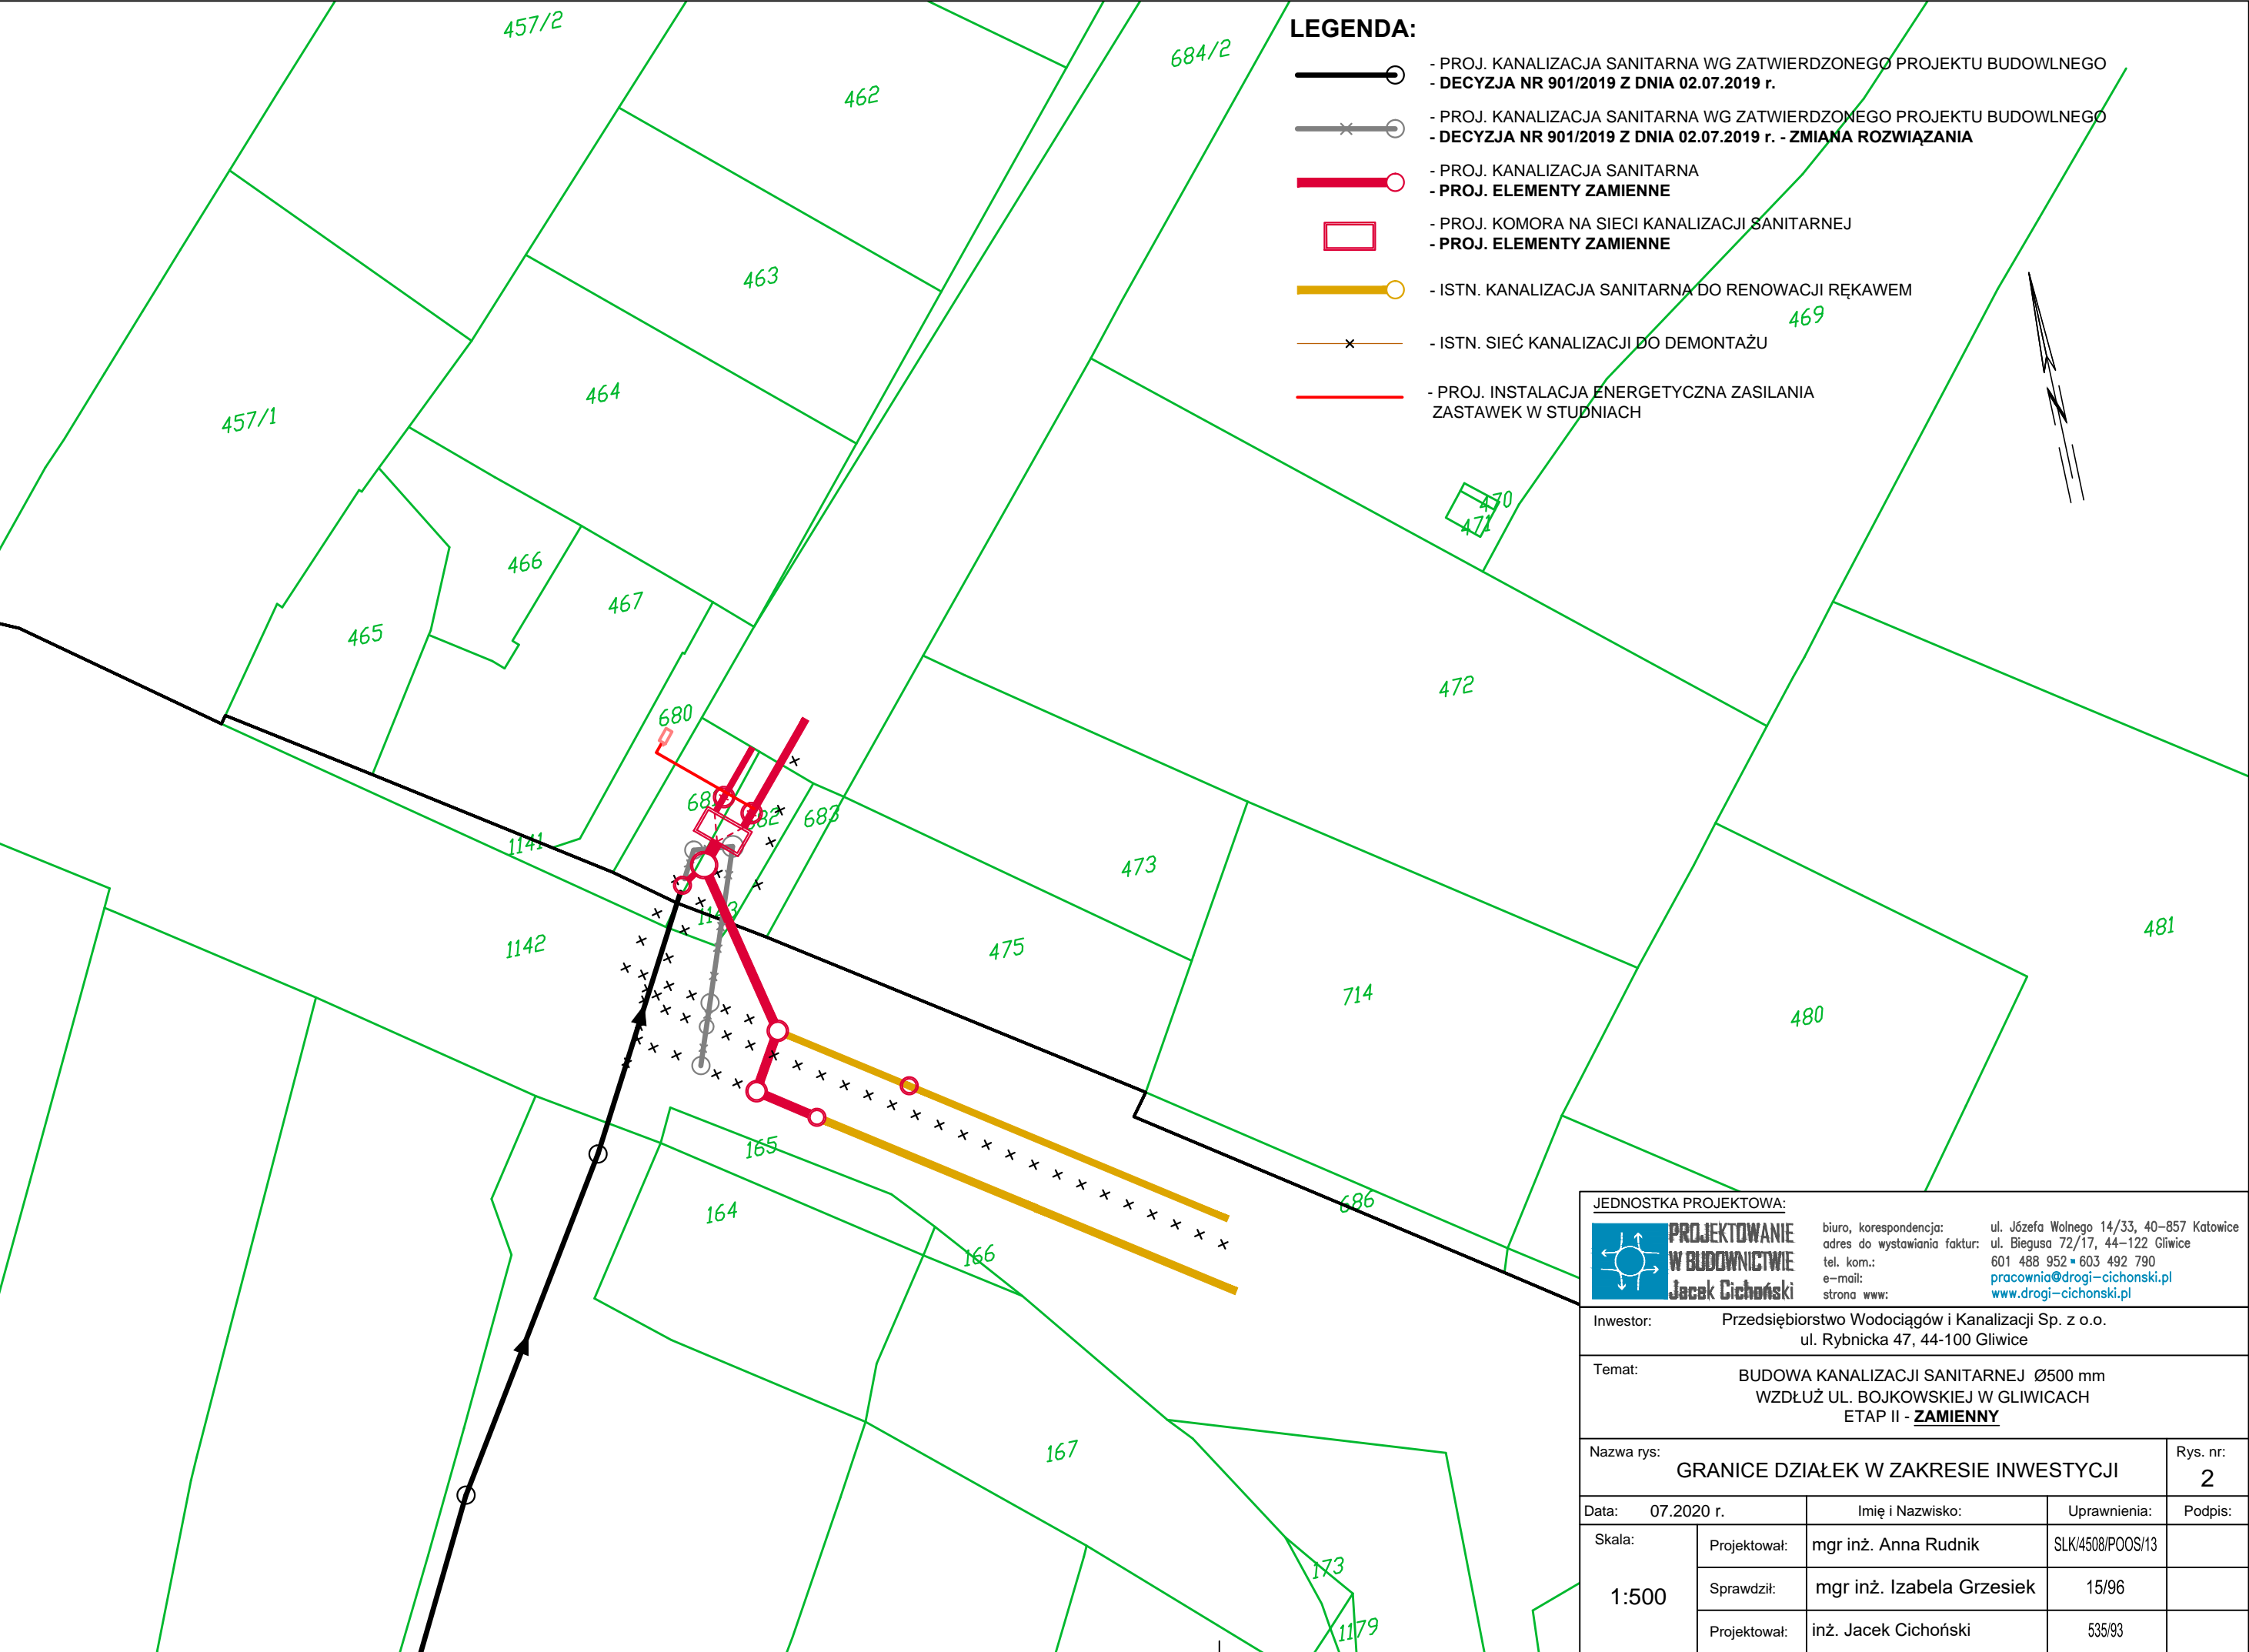 LEGENDA:
- PROJ. KANALIZACJA SANITARNA WG ZATWIERDZONEGO PROJEKTU BUDOWLNEGO
- DECYZJA NR 901/2019 Z DNIA 02.07.2019 r.
- PROJ. KANALIZACJA SANITARNA WG ZATWIERDZONEGO PROJEKTU BUDOWLNEGO
- DECYZJA NR 901/2019 Z DNIA 02.07.2019 r. - ZMIANA ROZWIĄZANIA
- PROJ. KANALIZACJA SANITARNA
- PROJ. ELEMENTY ZAMIENNE
- PROJ. KOMORA NA SIECI KANALIZACJI SANITARNEJ
- PROJ. ELEMENTY ZAMIENNE
- ISTN. KANALIZACJA SANITARNA DO RENOWACJI RĘKAWEM
- ISTN. SIEĆ KANALIZACJI DO DEMONTAŻU
- PROJ. INSTALACJA ENERGETYCZNA ZASILANIA
ZASTAWEK W STUDNIACH
457/2
684/2
462
463
469
464
457/1
470
471
466
467
465
472
680
682
683
1141
473
1142
475
481
714
480
165
164
686
166
167
173
1179
JEDNOSTKA PROJEKTOWA:
PROJEKTOWANIE
W BUDOWNICTWIE
Jacek Cichoński
biuro, korespondencja: ul. Józefa Wolnego 14/33, 40-857 Katowice
adres do wystawiania faktur: ul. Biegusa 72/17, 44-122 Gliwice
tel. kom.: 601 488 952 ▪ 603 492 790
e-mail: pracownia@drogi-cichonski.pl
strona www: www.drogi-cichonski.pl
Inwestor: Przedsiębiorstwo Wodociągów i Kanalizacji Sp. z o.o.
ul. Rybnicka 47, 44-100 Gliwice
Temat: BUDOWA KANALIZACJI SANITARNEJ Ø500 mm
WZDŁUŻ UL. BOJKOWSKIEJ W GLIWICACH
ETAP II - ZAMIENNY
Nazwa rys: GRANICE DZIAŁEK W ZAKRESIE INWESTYCJI
Rys. nr: 2
Data: 07.2020 r. Imię i Nazwisko: Uprawnienia: Podpis:
Skala: 1:500
Projektował: mgr inż. Anna Rudnik SLK/4508/POOS/13
Sprawdził: mgr inż. Izabela Grzesiek 15/96
Projektował: inż. Jacek Cichoński 535/93